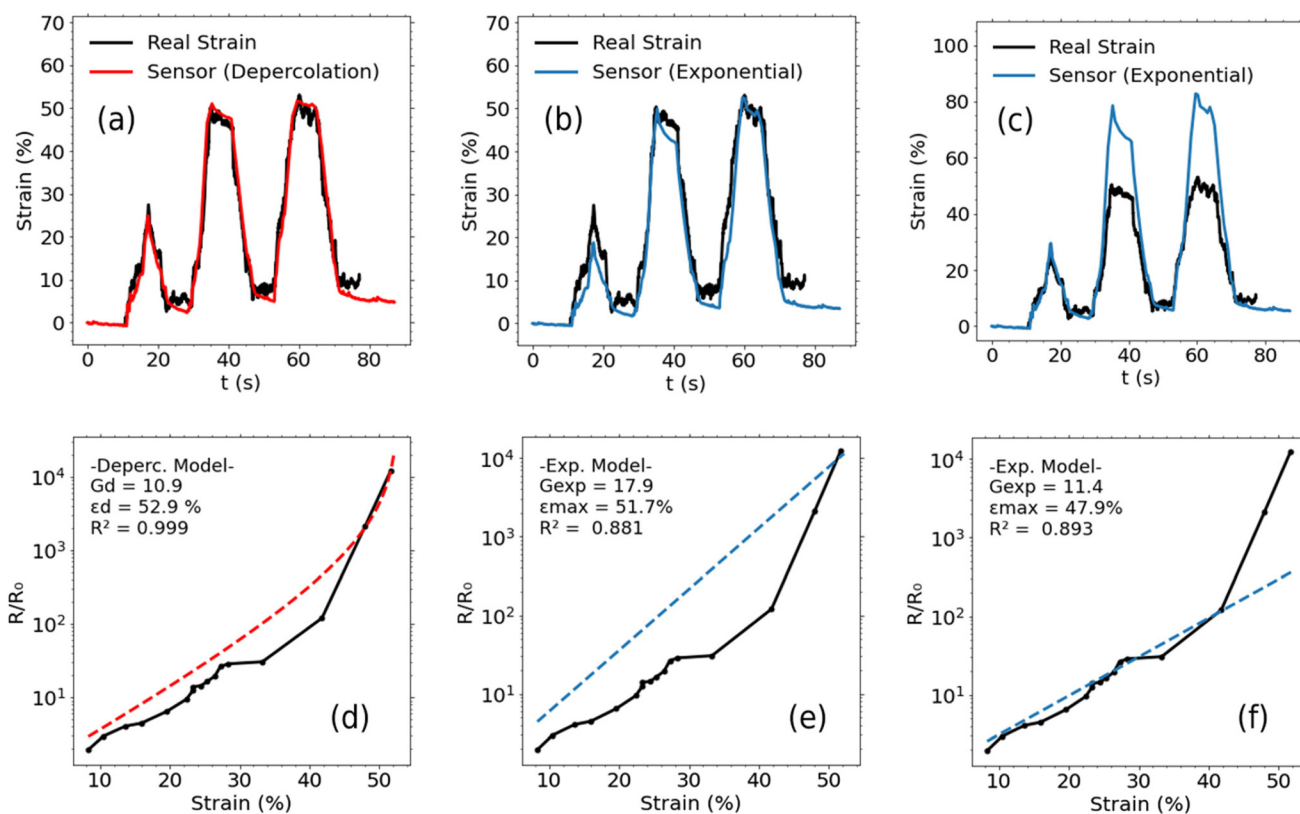 70
60
50
40
30
20
10
0
Strain (%)
Real Strain
Sensor (Depercolation)
(a)
0 20 40 60 80
t (s)
70
60
50
40
30
20
10
0
Strain (%)
Real Strain
Sensor (Exponential)
(b)
0 20 40 60 80
t (s)
100
80
60
40
20
0
Strain (%)
Real Strain
Sensor (Exponential)
(c)
0 20 40 60 80
t (s)
10⁴
10³
10²
10¹
R/R₀
-Deperc. Model-
Gd = 10.9
εd = 52.9 %
R² = 0.999
(d)
10 20 30 40 50
Strain (%)
10⁴
10³
10²
10¹
R/R₀
-Exp. Model-
Gexp = 17.9
εmax = 51.7%
R² = 0.881
(e)
10 20 30 40 50
Strain (%)
10⁴
10³
10²
10¹
R/R₀
-Exp. Model-
Gexp = 11.4
εmax = 47.9%
R² = 0.893
(f)
10 20 30 40 50
Strain (%)